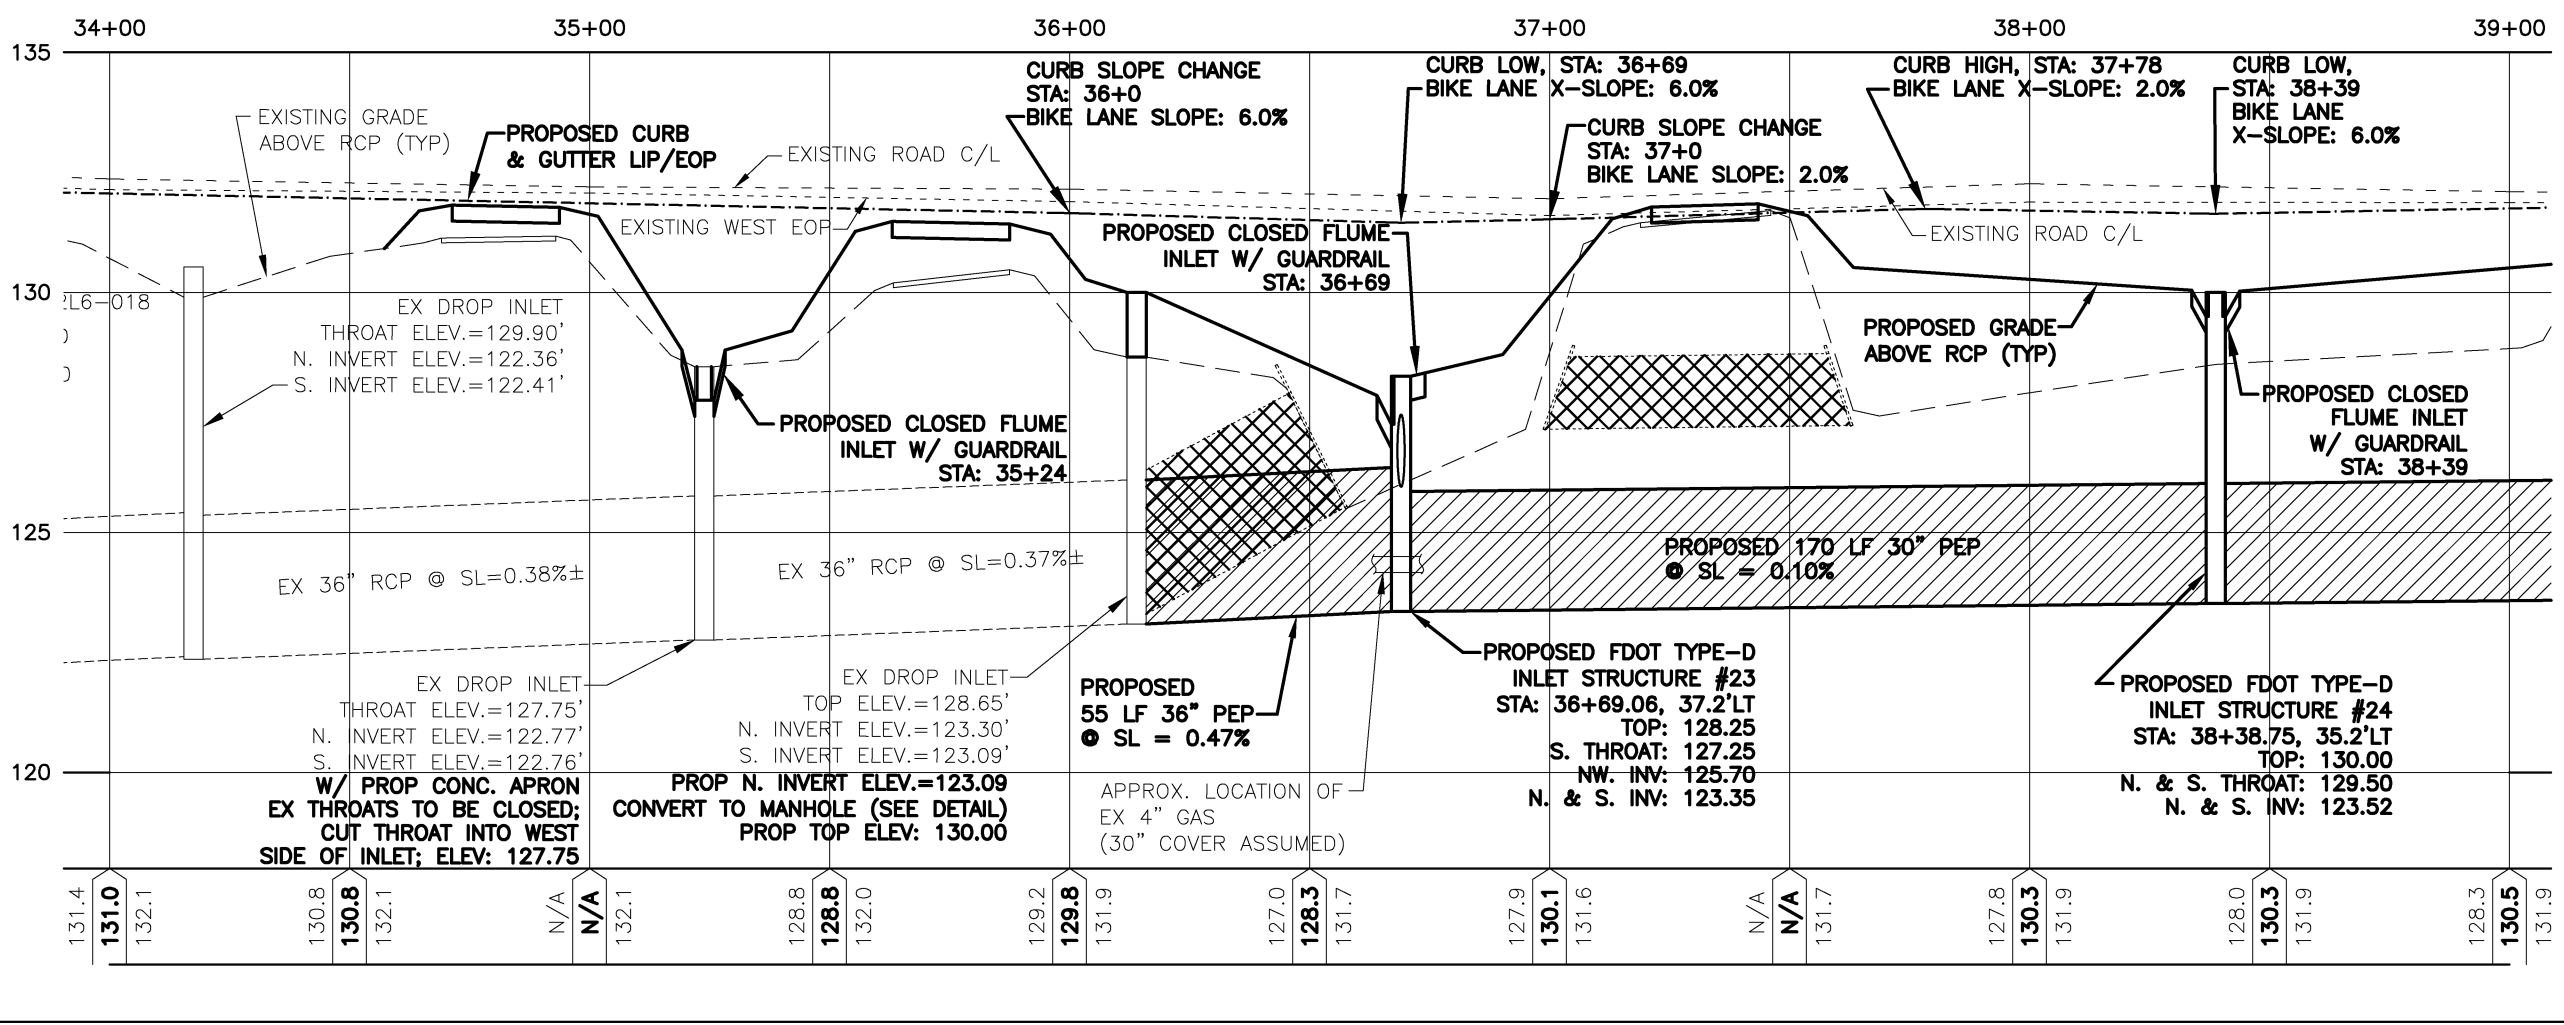 34+00
35+00
36+00
37+00
38+00
39+00
135
130
125
120
EXISTING GRADE
ABOVE RCP (TYP)
PROPOSED CURB
& GUTTER LIP/EOP
EXISTING ROAD C/L
EXISTING WEST EOP
CURB SLOPE CHANGE
STA: 36+0
BIKE LANE SLOPE: 6.0%
CURB LOW, STA: 36+69
BIKE LANE X-SLOPE: 6.0%
CURB SLOPE CHANGE
STA: 37+0
BIKE LANE SLOPE: 2.0%
CURB HIGH, STA: 37+78
BIKE LANE X-SLOPE: 2.0%
CURB LOW,
STA: 38+39
BIKE LANE
X-SLOPE: 6.0%
EXISTING ROAD C/L
PROPOSED CLOSED FLUME
INLET W/ GUARDRAIL
STA: 36+69
L6-018
EX DROP INLET
THROAT ELEV.=129.90'
N. INVERT ELEV.=122.36'
S. INVERT ELEV.=122.41'
PROPOSED CLOSED FLUME
INLET W/ GUARDRAIL
STA: 35+24
PROPOSED GRADE
ABOVE RCP (TYP)
PROPOSED CLOSED
FLUME INLET
W/ GUARDRAIL
STA: 38+39
EX 36" RCP @ SL=0.38%±
EX 36" RCP @ SL=0.37%±
PROPOSED 170 LF 30" PEP
@ SL = 0.10%
EX DROP INLET
THROAT ELEV.=127.75'
N. INVERT ELEV.=122.77'
S. INVERT ELEV.=122.76'
W/ PROP CONC. APRON
EX THROATS TO BE CLOSED;
CUT THROAT INTO WEST
SIDE OF INLET; ELEV: 127.75
EX DROP INLET
TOP ELEV.=128.65'
N. INVERT ELEV.=123.30'
S. INVERT ELEV.=123.09'
PROP N. INVERT ELEV.=123.09
CONVERT TO MANHOLE (SEE DETAIL)
PROP TOP ELEV: 130.00
PROPOSED
55 LF 36" PEP
@ SL = 0.47%
APPROX. LOCATION OF
EX 4" GAS
(30" COVER ASSUMED)
PROPOSED FDOT TYPE-D
INLET STRUCTURE #23
STA: 36+69.06, 37.2'LT
TOP: 128.25
S. THROAT: 127.25
NW. INV: 125.70
N. & S. INV: 123.35
PROPOSED FDOT TYPE-D
INLET STRUCTURE #24
STA: 38+38.75, 35.2'LT
TOP: 130.00
N. & S. THROAT: 129.50
N. & S. INV: 123.52
131.4
131.0
132.1
130.8
130.8
132.1
N/A
N/A
132.1
128.8
128.8
132.0
129.2
129.8
131.9
127.0
128.3
131.7
127.9
130.1
131.6
N/A
N/A
131.7
127.8
130.3
131.9
128.0
130.3
131.9
128.3
130.5
131.9